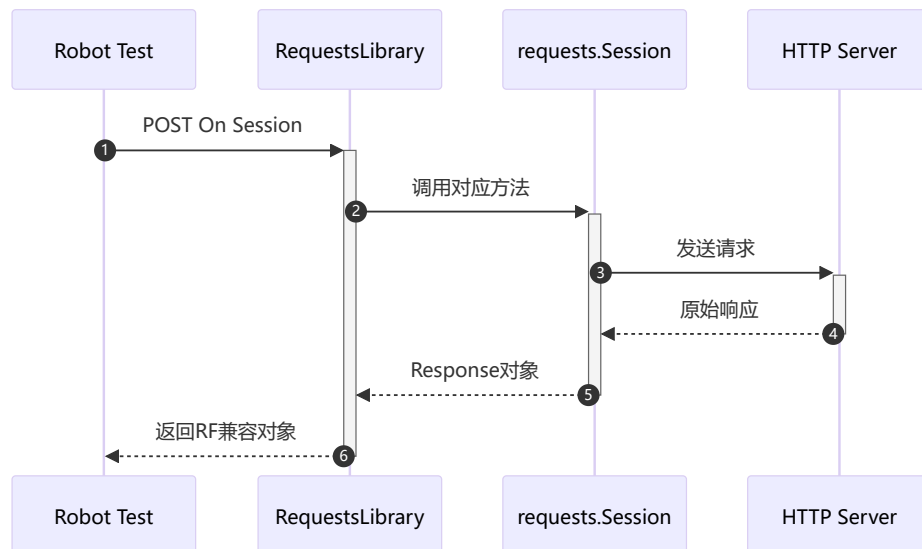 Robot Test
RequestsLibrary
requests.Session
HTTP Server
POST On Session
1
调用对应方法
2
发送请求
3
原始响应
4
Response对象
5
返回RF兼容对象
6
Robot Test
RequestsLibrary
requests.Session
HTTP Server